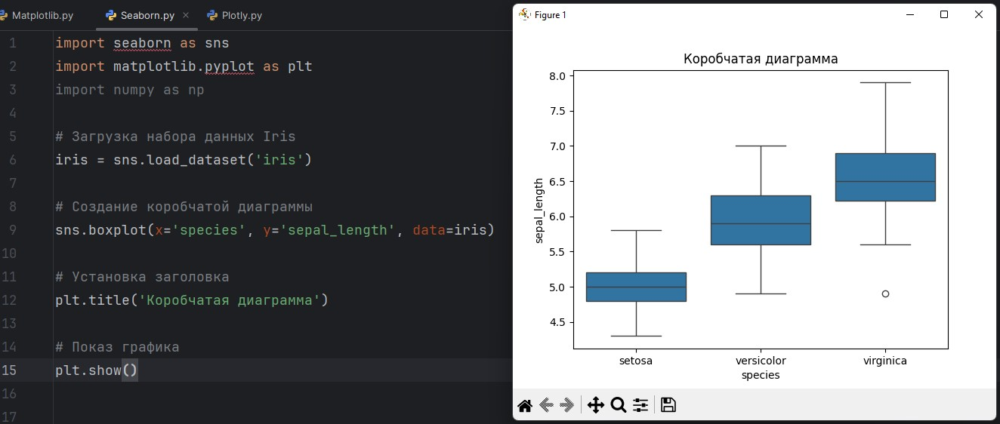 Matplotlib.py Seaborn.py × Plotly.py
1 import seaborn as sns
2 import matplotlib.pyplot as plt
3 import numpy as np
4
5 # Загрузка набора данных Iris
6 iris = sns.load_dataset('iris')
7
8 # Создание коробчатой диаграммы
9 sns.boxplot(x='species', y='sepal_length', data=iris)
10
11 # Установка заголовка
12 plt.title('Коробчатая диаграмма')
13
14 # Показ графика
15 plt.show()
16
17
Figure 1
Коробчатая диаграмма
8.0
7.5
7.0
6.5
6.0
5.5
5.0
4.5
sepal_length
setosa versicolor virginica
species